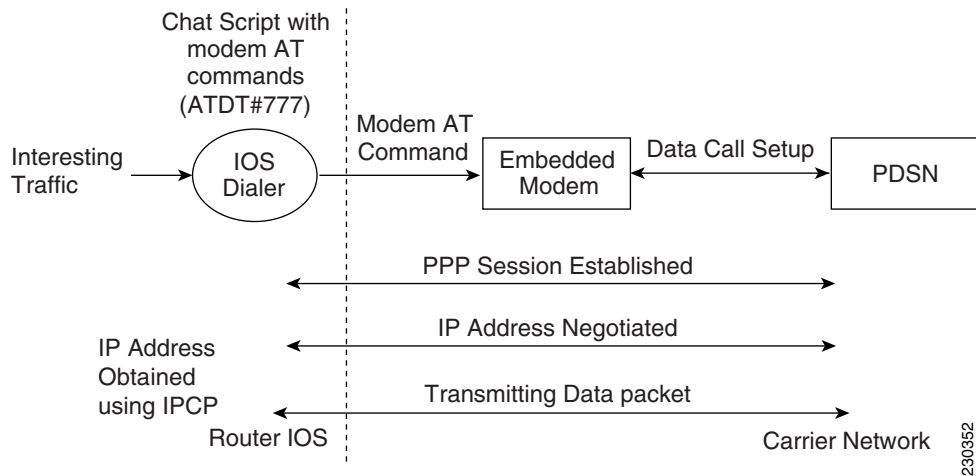 Chat Script with
modem AT
commands
(ATDT#777)
Interesting
Traffic
IOS
Dialer
Modem AT
Command
Embedded
Modem
Data Call Setup
PDSN
PPP Session Established
IP Address Negotiated
IP Address
Obtained
using IPCP
Transmitting Data packet
Router IOS
Carrier Network
230352